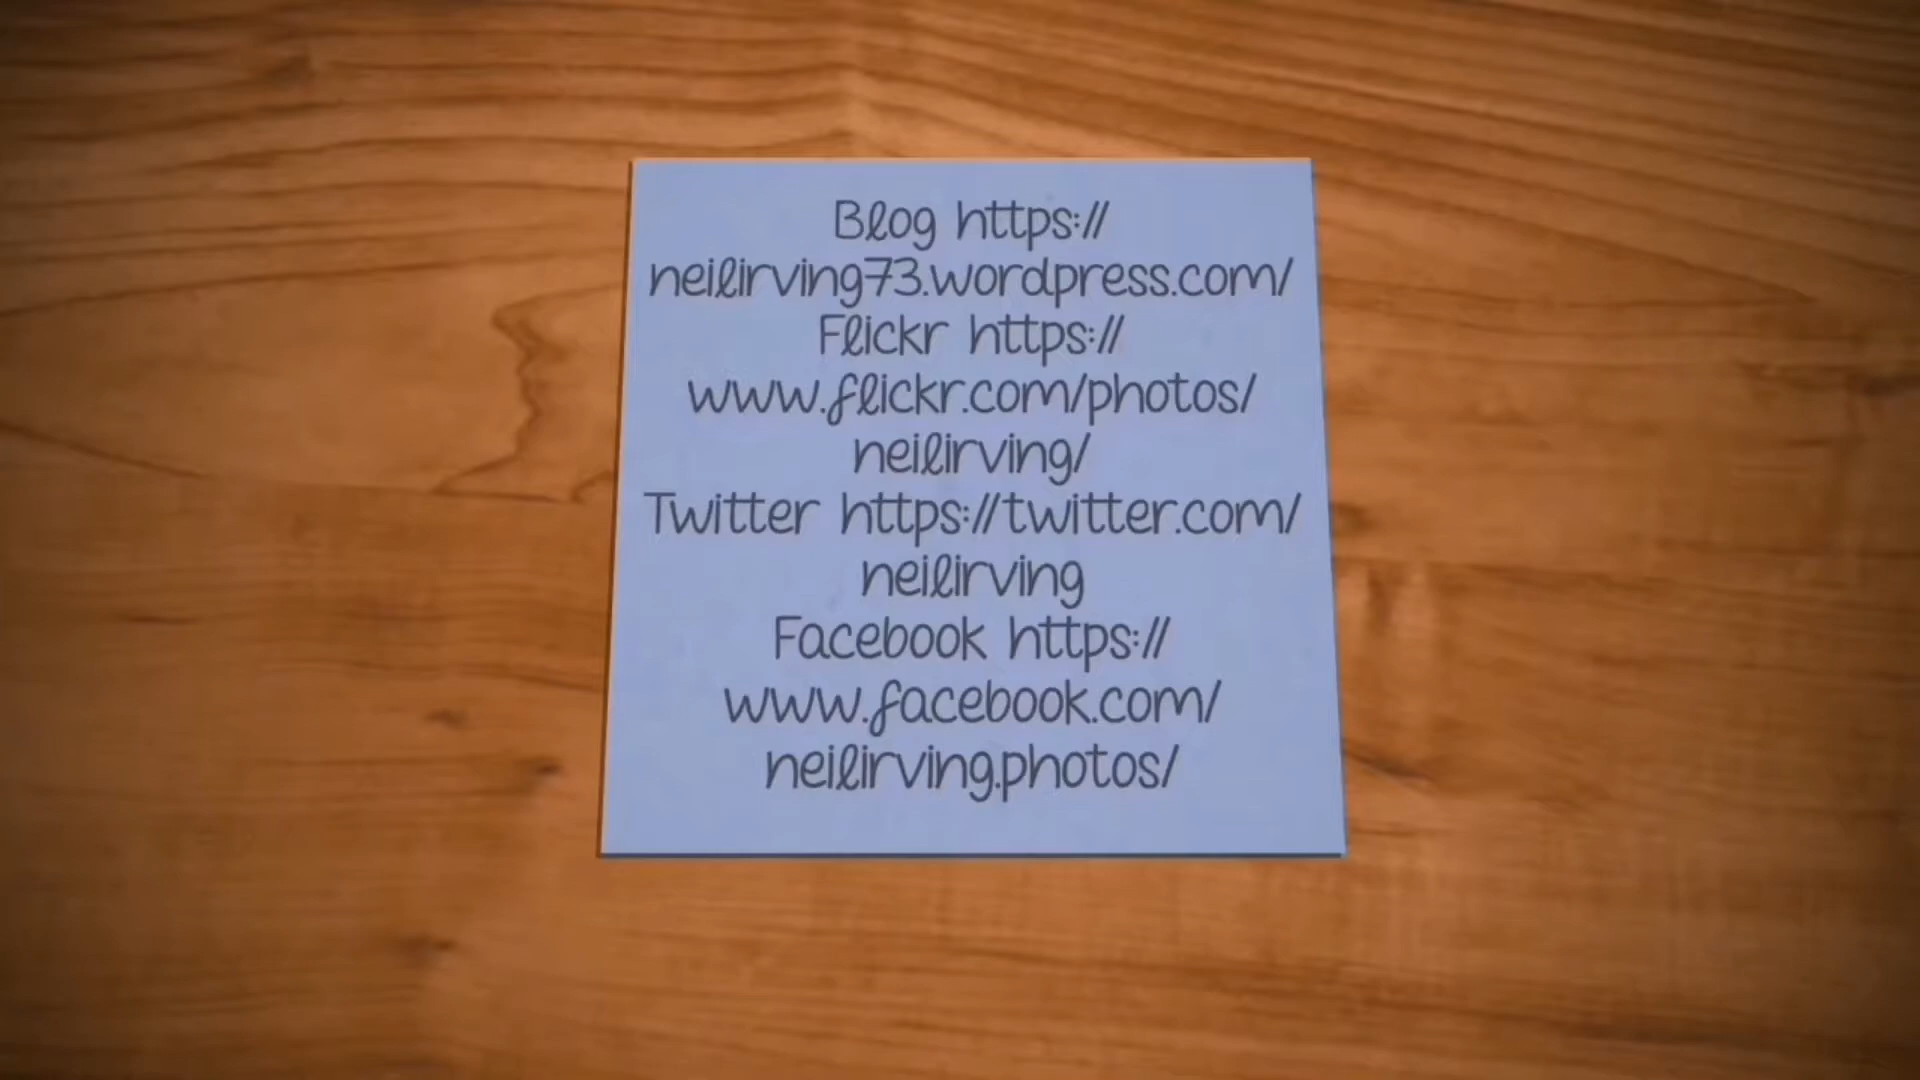 Blog https://
neilirving73.wordpress.com/
Flickr https://
www.flickr.com/photos/
neilirving/
Twitter https://twitter.com/
neilirving
Facebook https://
www.facebook.com/
neilirving.photos/